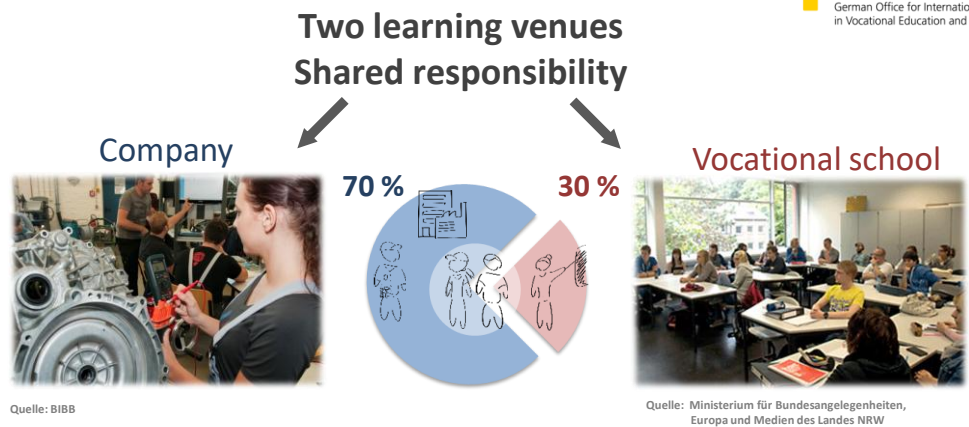 German Office for
in Vocational Education and
Two learning venues
Shared responsibility
Company
Vocational school
70 %
30 %
Quelle: BIBB
Quelle: Ministerium für Bundesangelegenheiten,
Europa und Medien des Landes NRW